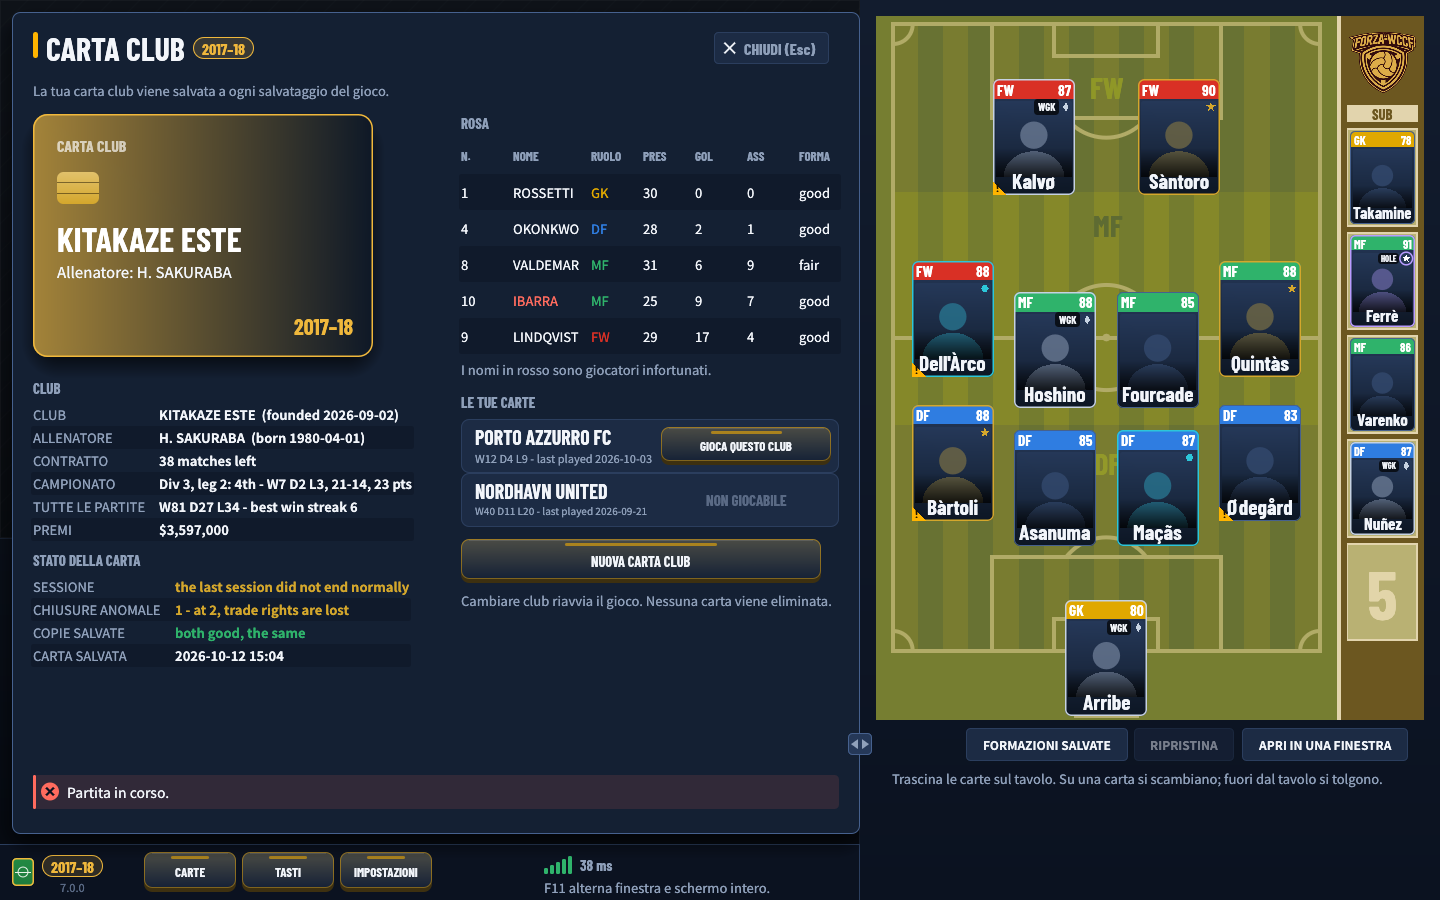 CARTA CLUB 2017-18
CHIUDI (Esc)
La tua carta club viene salvata a ogni salvataggio del gioco.
CARTA CLUB
KITAKAZE ESTE
Allenatore: H. SAKURABA
2017-18
CLUB
CLUB KITAKAZE ESTE (founded 2026-09-02)
ALLENATORE H. SAKURABA (born 1980-04-01)
CONTRATTO 38 matches left
CAMPIONATO Div 3, leg 2: 4th - W7 D2 L3, 21-14, 23 pts
TUTTE LE PARTITE W81 D27 L34 - best win streak 6
PREMI $3,597,000
STATO DELLA CARTA
SESSIONE the last session did not end normally
CHIUSURE ANOMALE 1 - at 2, trade rights are lost
COPIE SALVATE both good, the same
CARTA SALVATA 2026-10-12 15:04
ROSA
N. NOME RUOLO PRES GOL ASS FORMA
1 ROSSETTI GK 30 0 0 good
4 OKONKWO DF 28 2 1 good
8 VALDEMAR MF 31 6 9 fair
10 IBARRA MF 25 9 7 good
9 LINDQVIST FW 29 17 4 good
I nomi in rosso sono giocatori infortunati.
LE TUE CARTE
PORTO AZZURRO FC
W12 D4 L9 - last played 2026-10-03
GIOCA QUESTO CLUB
NORDHAVN UNITED
W40 D11 L20 - last played 2026-09-21
NON GIOCABILE
NUOVA CARTA CLUB
Cambiare club riavvia il gioco. Nessuna carta viene eliminata.
Partita in corso.
2017-18
7.0.0
CARTE
TASTI
IMPOSTAZIONI
38 ms
F11 alterna finestra e schermo intero.
FW
FW 87
WGK
Kalvø
FW 90
Sàntoro
MF
FW 88
Dell'Àrco
MF 88
WGK
Hoshino
MF 85
Fourcade
MF 88
Quintàs
DF
DF 88
Bàrtoli
DF 85
Asanuma
DF 87
Maçãs
DF 83
Ødegård
GK 80
WGK
Arribe
FORZA-WCCF
SUB
GK 78
Takamine
MF 91
HOLE
Ferrè
MF 86
Varenko
DF 87
WGK
Nuñez
5
FORMAZIONI SALVATE
RIPRISTINA
APRI IN UNA FINESTRA
Trascina le carte sul tavolo. Su una carta si scambiano; fuori dal tavolo si tolgono.